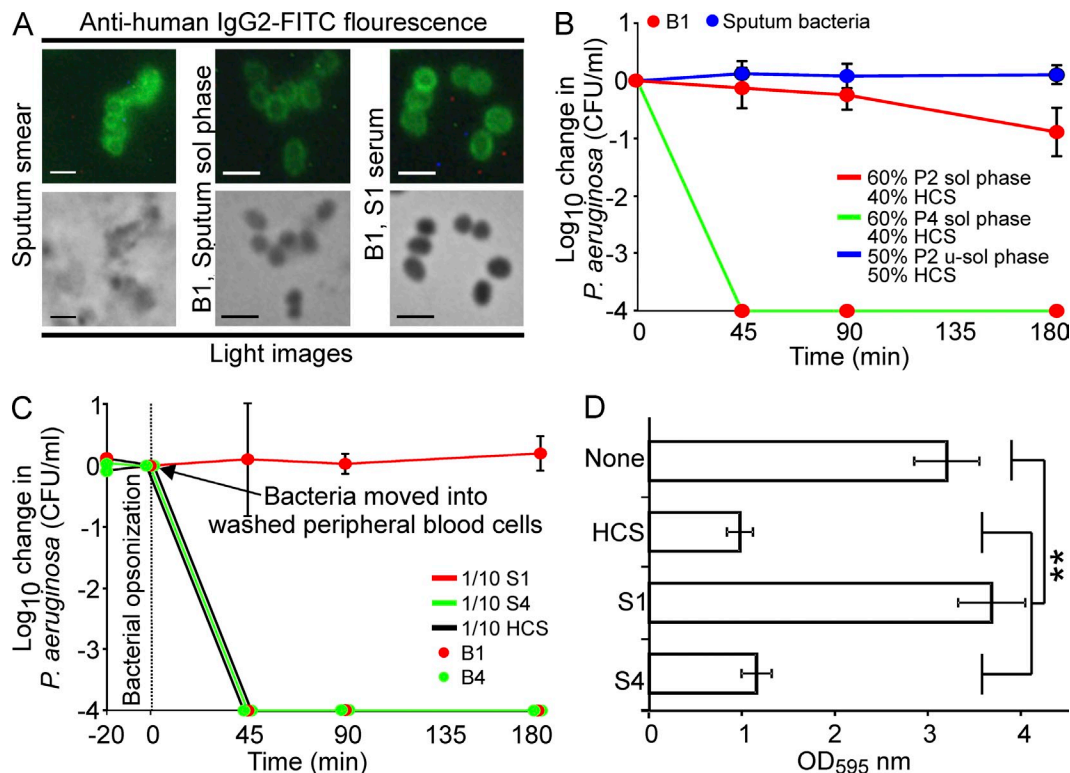 A
Anti-human IgG2-FITC flourescence
Sputum smear
B1, Sputum sol phase
B1, S1 serum
Light images
B
B1
Sputum bacteria
Log10 change in
P. aeruginosa (CFU/ml)
1
0
-1
-2
-3
-4
60% P2 sol phase
40% HCS
60% P4 sol phase
40% HCS
50% P2 u-sol phase
50% HCS
0
45
90
135
180
Time (min)
C
Log10 change in
P. aeruginosa (CFU/ml)
1
0
-1
-2
-3
-4
Bacterial opsonization
Bacteria moved into
washed peripheral blood cells
1/10 S1
1/10 S4
1/10 HCS
B1
B4
-20
0
45
90
135
180
Time (min)
D
None
HCS
S1
S4
**
0
1
2
3
4
OD595 nm